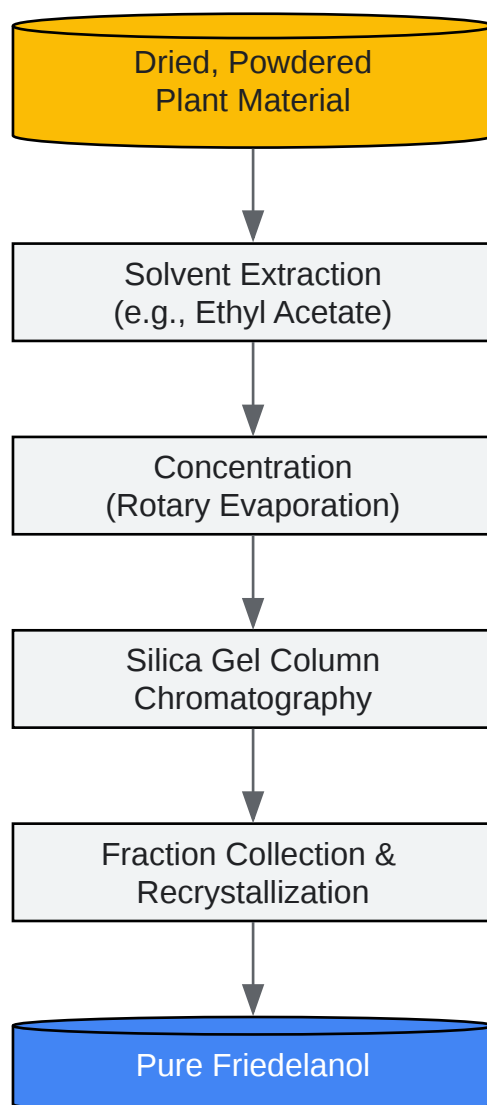 Dried, Powdered
Plant Material
Solvent Extraction
(e.g., Ethyl Acetate)
Concentration
(Rotary Evaporation)
Silica Gel Column
Chromatography
Fraction Collection &
Recrystallization
Pure Friedelanol